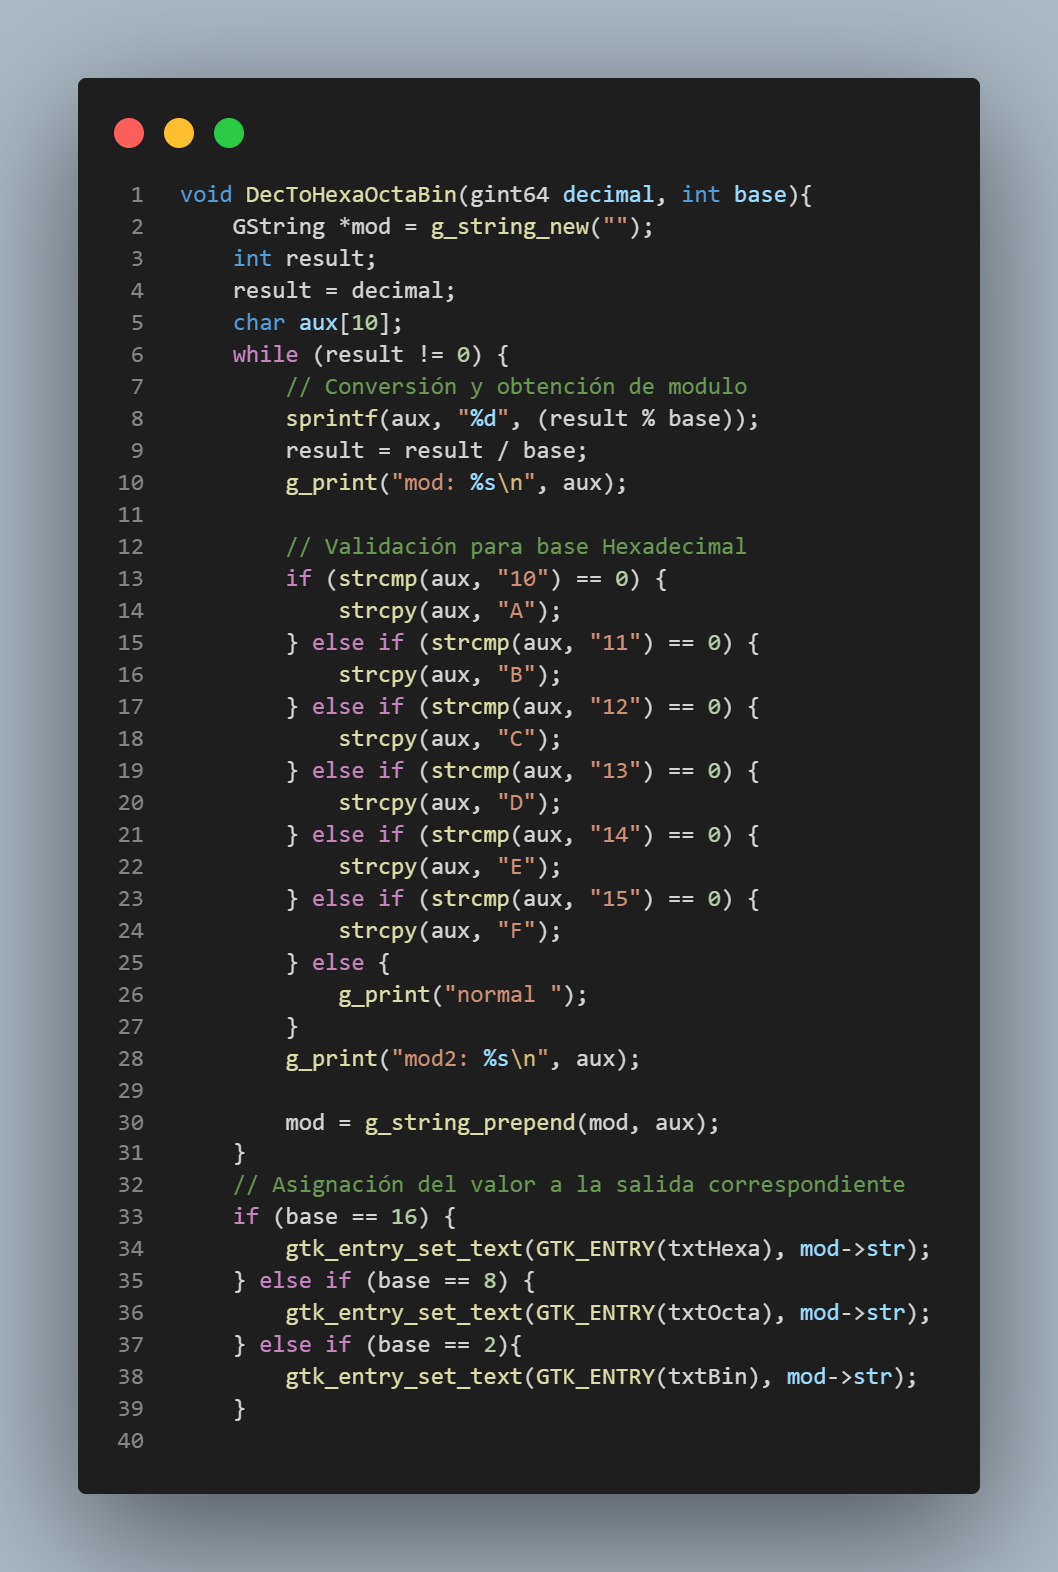 1 void DecToHexaOctaBin(gint64 decimal, int base){
2     GString *mod = g_string_new("");
3     int result;
4     result = decimal;
5     char aux[10];
6     while (result != 0) {
7         // Conversión y obtención de modulo
8         sprintf(aux, "%d", (result % base));
9         result = result / base;
10         g_print("mod: %s\n", aux);
11
12         // Validación para base Hexadecimal
13         if (strcmp(aux, "10") == 0) {
14             strcpy(aux, "A");
15         } else if (strcmp(aux, "11") == 0) {
16             strcpy(aux, "B");
17         } else if (strcmp(aux, "12") == 0) {
18             strcpy(aux, "C");
19         } else if (strcmp(aux, "13") == 0) {
20             strcpy(aux, "D");
21         } else if (strcmp(aux, "14") == 0) {
22             strcpy(aux, "E");
23         } else if (strcmp(aux, "15") == 0) {
24             strcpy(aux, "F");
25         } else {
26             g_print("normal ");
27         }
28         g_print("mod2: %s\n", aux);
29
30         mod = g_string_prepend(mod, aux);
31     }
32     // Asignación del valor a la salida correspondiente
33     if (base == 16) {
34         gtk_entry_set_text(GTK_ENTRY(txtHexa), mod->str);
35     } else if (base == 8) {
36         gtk_entry_set_text(GTK_ENTRY(txtOcta), mod->str);
37     } else if (base == 2){
38         gtk_entry_set_text(GTK_ENTRY(txtBin), mod->str);
39     }
40